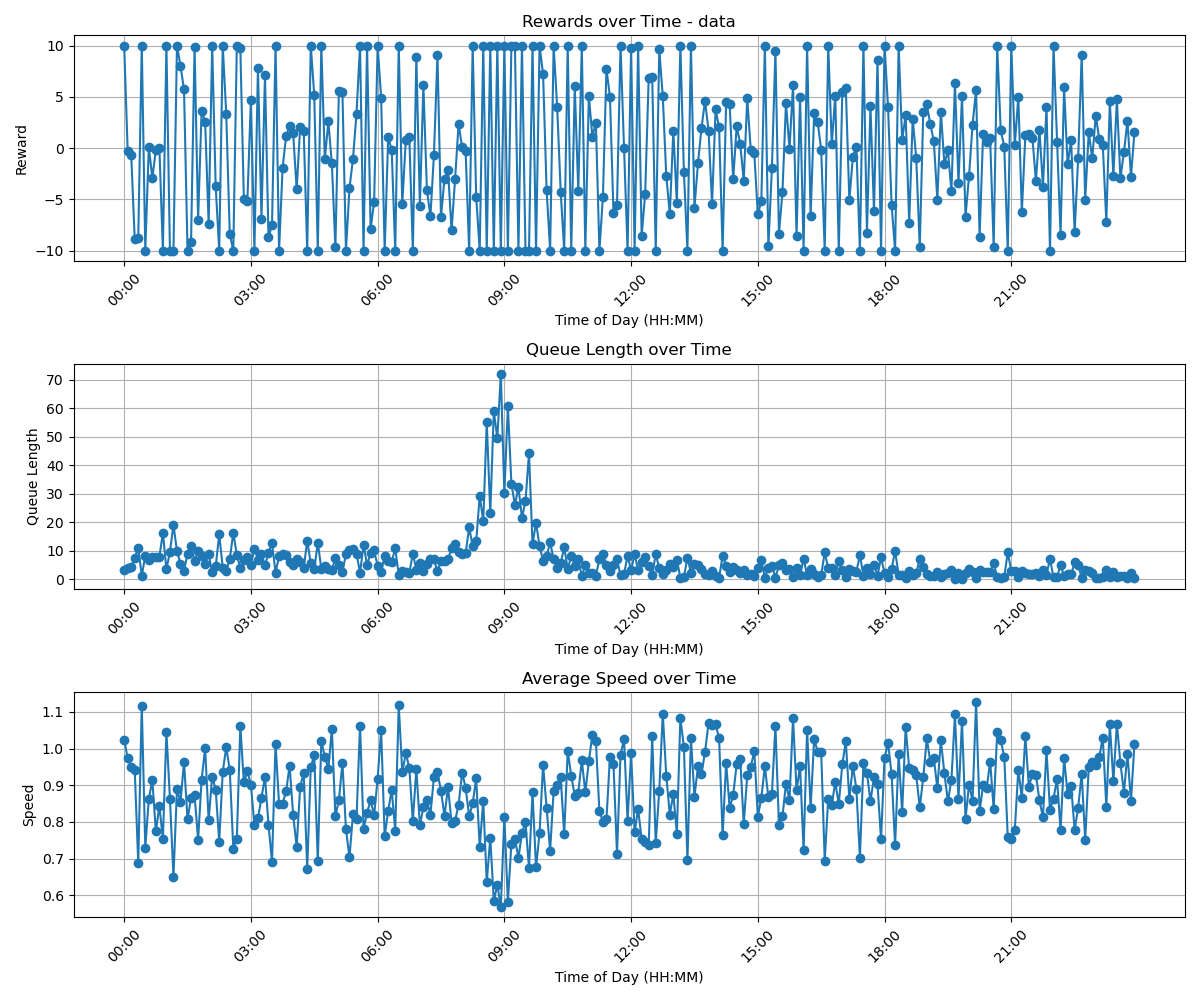 Rewards over Time - data
10
5
0
−5
−10
Reward
00:00 03:00 06:00 09:00 12:00 15:00 18:00 21:00
Time of Day (HH:MM)
Queue Length over Time
70
60
50
40
30
20
10
0
Queue Length
00:00 03:00 06:00 09:00 12:00 15:00 18:00 21:00
Time of Day (HH:MM)
Average Speed over Time
1.1
1.0
0.9
0.8
0.7
0.6
Speed
00:00 03:00 06:00 09:00 12:00 15:00 18:00 21:00
Time of Day (HH:MM)